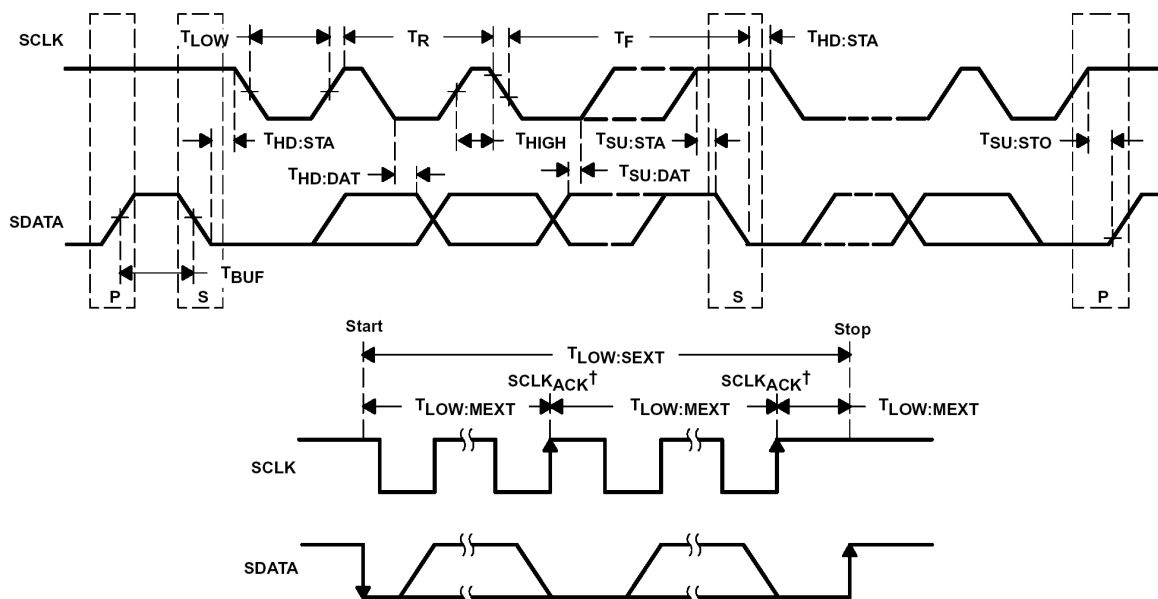 SCLK
TLOW
TR
TF
THD:STA
THD:STA
THIGH
TSU:STA
TSU:STO
THD:DAT
TSU:DAT
SDATA
TBUF
P
S
S
P
Start
Stop
TLOW:SEXT
SCLKACK†
SCLKACK†
TLOW:MEXT
TLOW:MEXT
TLOW:MEXT
SCLK
SDATA